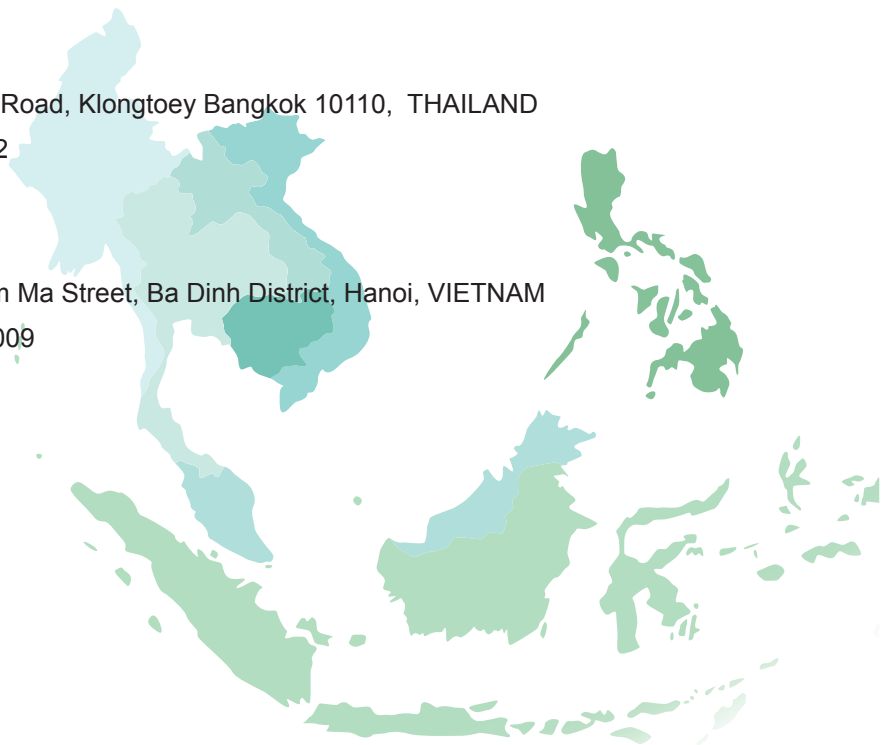 Road, Klongtoey Bangkok 10110, THAILAND
2
Ma Street, Ba Dinh District, Hanoi, VIETNAM
009